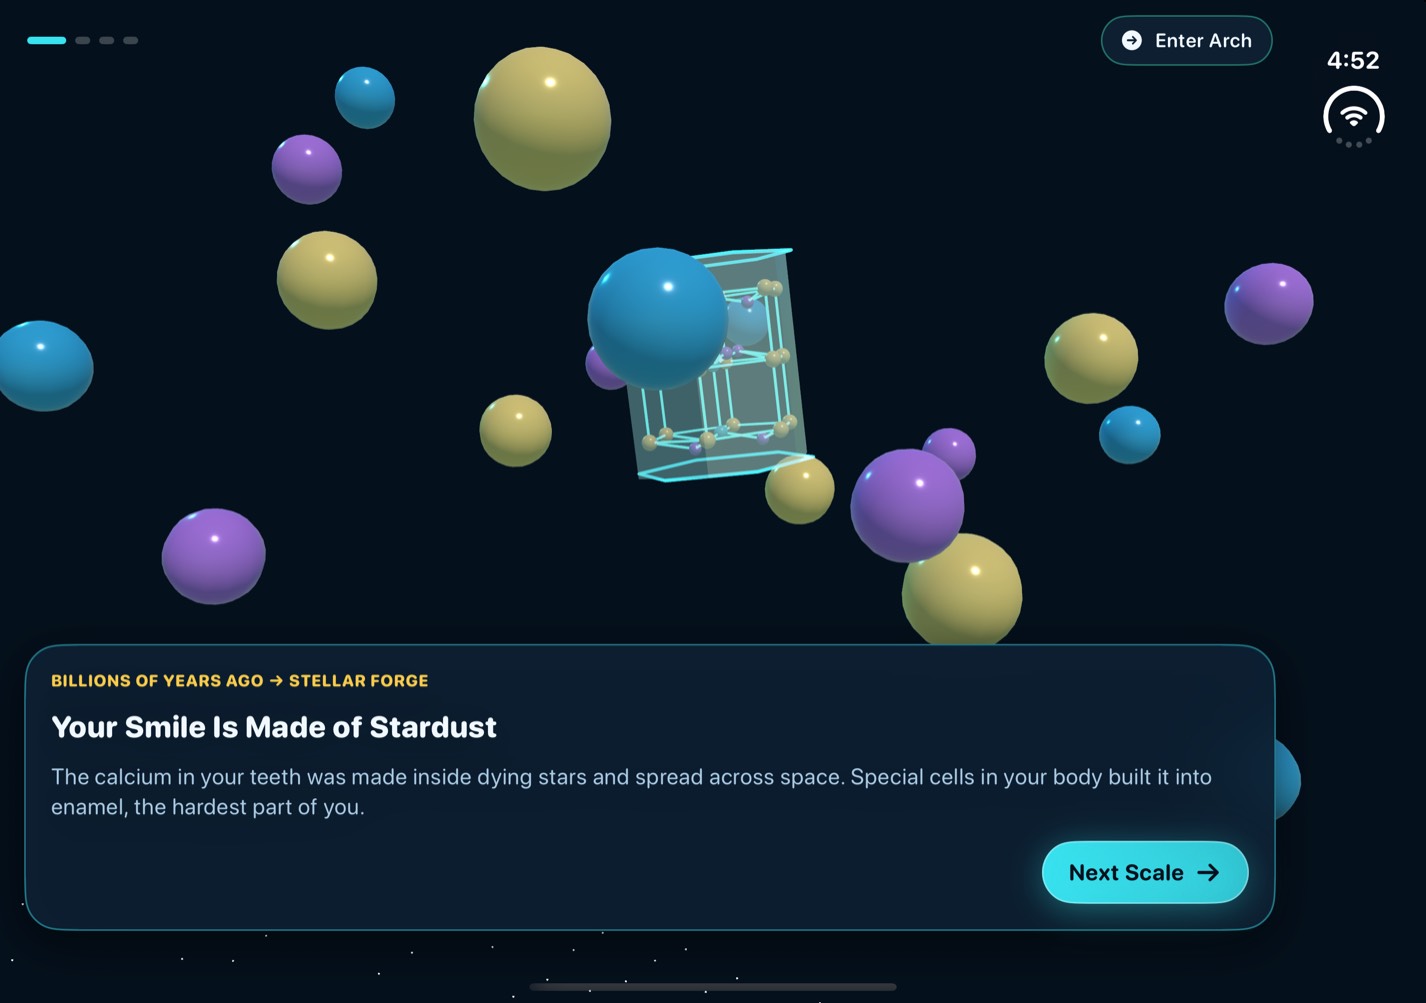 Enter Arch
4:52
BILLIONS OF YEARS AGO → STELLAR FORGE
Your Smile Is Made of Stardust
The calcium in your teeth was made inside dying stars and spread across space. Special cells in your body built it into
enamel, the hardest part of you.
Next Scale →